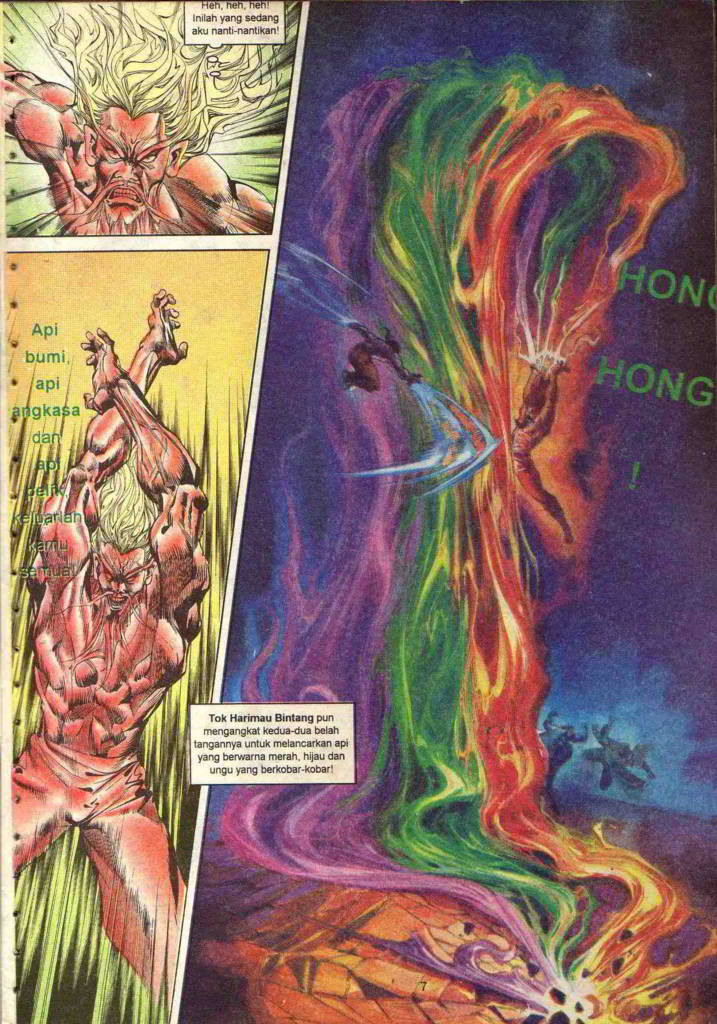 Heh, heh, heh!
Inilah yang sedang
aku nanti-nantikan!
Api
bumi,
api
angkasa
dan
api
pelik,
keluarlah
kamu
semua!
HONG
HONG
!
Tok Harimau Bintang pun
mengangkat kedua-dua belah
tangannya untuk melancarkan api
yang berwarna merah, hijau dan
ungu yang berkobar-kobar!
7